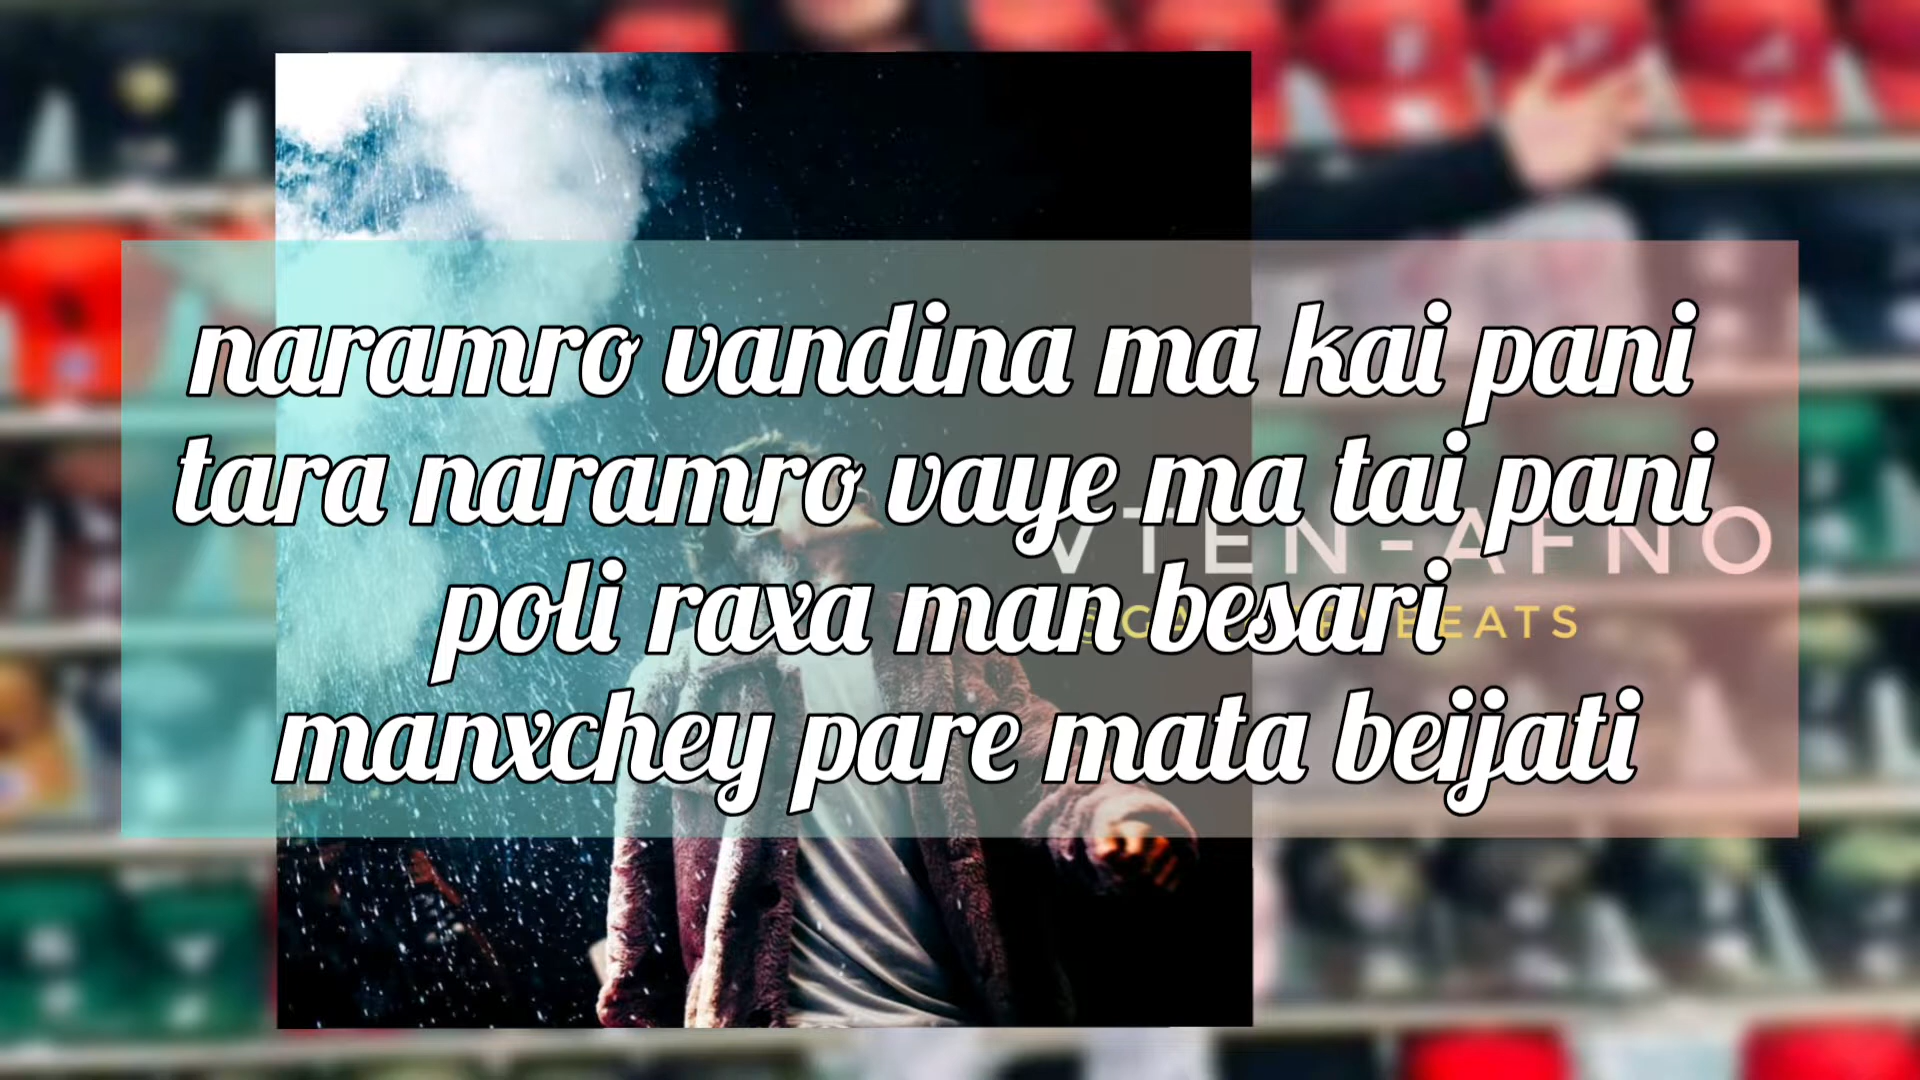 naramro vandina ma kai pani
tara naramro vaye ma tai pani
VTEN-AFNO
poli raxa man besari
BEATS
manxchey pare mata beijati